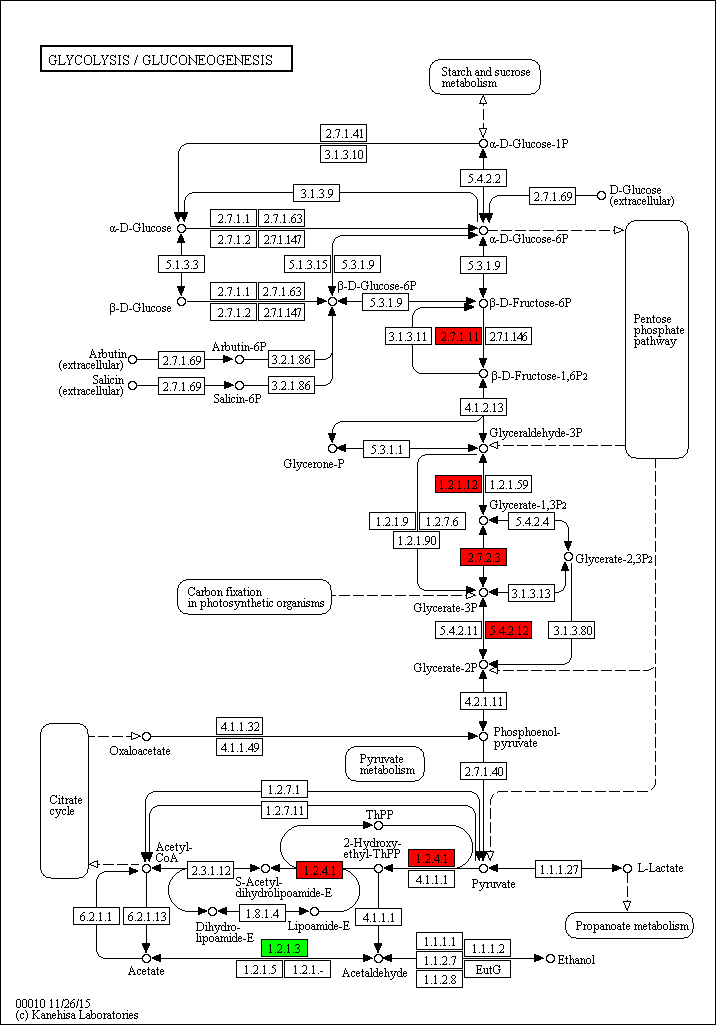 GLYCOLYSIS / GLUCONEOGENESIS
Starch and sucrose
metabolism
2.7.1.41
3.1.3.10
α-D-Glucose-1P
5.4.2.2
3.1.3.9
2.7.1.69
D-Glucose
(extracellular)
α-D-Glucose
2.7.1.1
2.7.1.63
2.7.1.2
2.7.1.147
α-D-Glucose-6P
5.1.3.3
5.1.3.15
5.3.1.9
5.3.1.9
β-D-Glucose
2.7.1.1
2.7.1.63
2.7.1.2
2.7.1.147
β-D-Glucose-6P
5.3.1.9
β-D-Fructose-6P
Pentose
phosphate
pathway
3.1.3.11
2.7.1.11
2.7.1.146
Arbutin
(extracellular)
2.7.1.69
Arbutin-6P
3.2.1.86
β-D-Fructose-1,6P2
Salicin
(extracellular)
2.7.1.69
Salicin-6P
3.2.1.86
4.1.2.13
Glyceraldehyde-3P
Glycerone-P
5.3.1.1
1.2.1.12
1.2.1.59
Glycerate-1,3P2
1.2.1.9
1.2.7.6
1.2.1.90
5.4.2.4
2.7.2.3
Glycerate-2,3P2
Carbon fixation
in photosynthetic organisms
3.1.3.13
Glycerate-3P
5.4.2.11
5.4.2.12
3.1.3.80
Glycerate-2P
4.2.1.11
4.1.1.32
4.1.1.49
Oxaloacetate
Phosphoenol-
pyruvate
Pyruvate
metabolism
2.7.1.40
Citrate
cycle
1.2.7.1
1.2.7.11
ThPP
Acetyl-
CoA
2-Hydroxy-
ethyl-ThPP
2.3.1.12
S-Acetyl-
dihydrolipoamide-E
1.2.4.1
1.2.4.1
4.1.1.1
Pyruvate
1.1.1.27
L-Lactate
6.2.1.1
6.2.1.13
Dihydro-
lipoamide-E
1.8.1.4
Lipoamide-E
4.1.1.1
Propanoate metabolism
1.2.1.3
Acetate
1.2.1.5
1.2.1.-
Acetaldehyde
1.1.1.1
1.1.1.2
1.1.2.7
EutG
1.1.2.8
Ethanol
00010 11/26/15
(c) Kanehisa Laboratories